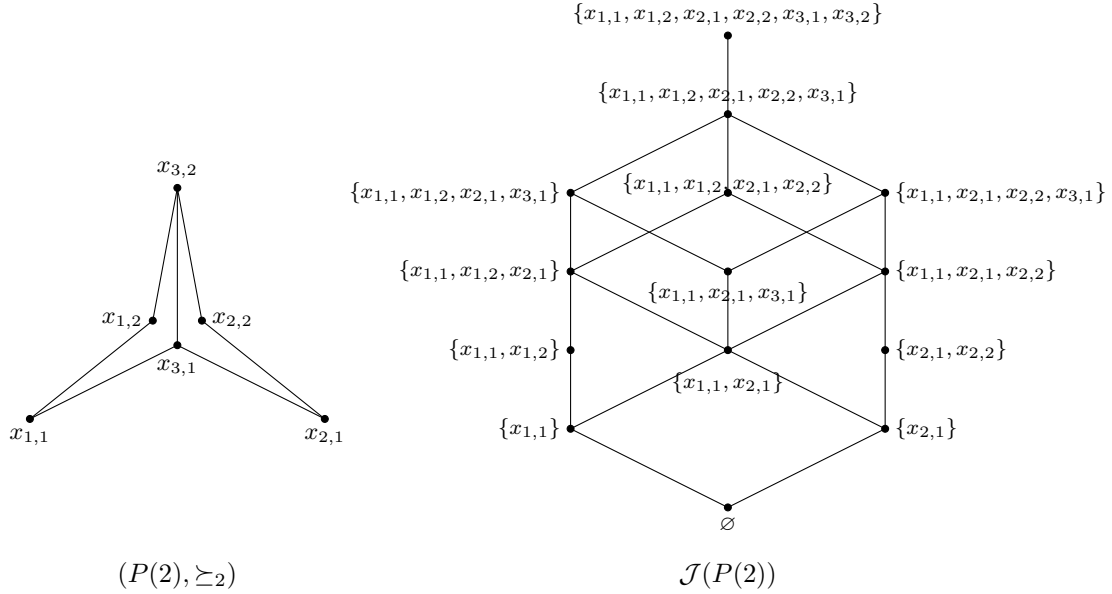 {x_{1,1}, x_{1,2}, x_{2,1}, x_{2,2}, x_{3,1}, x_{3,2}}
{x_{1,1}, x_{1,2}, x_{2,1}, x_{2,2}, x_{3,1}}
x_{3,2}
{x_{1,1}, x_{1,2}, x_{2,1}, x_{3,1}}
{x_{1,1}, x_{1,2}, x_{2,1}, x_{2,2}}
{x_{1,1}, x_{2,1}, x_{2,2}, x_{3,1}}
{x_{1,1}, x_{1,2}, x_{2,1}}
{x_{1,1}, x_{2,1}, x_{2,2}}
{x_{1,1}, x_{2,1}, x_{3,1}}
x_{1,2}
x_{2,2}
x_{3,1}
{x_{1,1}, x_{1,2}}
{x_{2,1}, x_{2,2}}
{x_{1,1}, x_{2,1}}
x_{1,1}
x_{2,1}
{x_{1,1}}
{x_{2,1}}
∅
(P(2), ⪰_2)
𝒥(P(2))